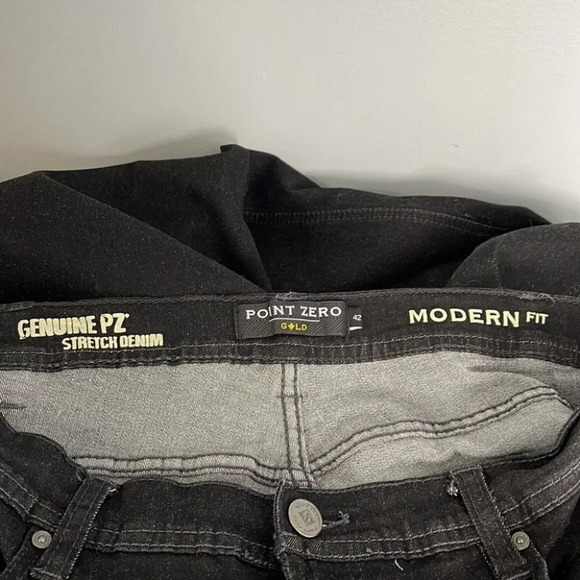 GENUINE PZ
STRETCH DENIM
POINT ZERO
GOLD
42
MODERN FIT